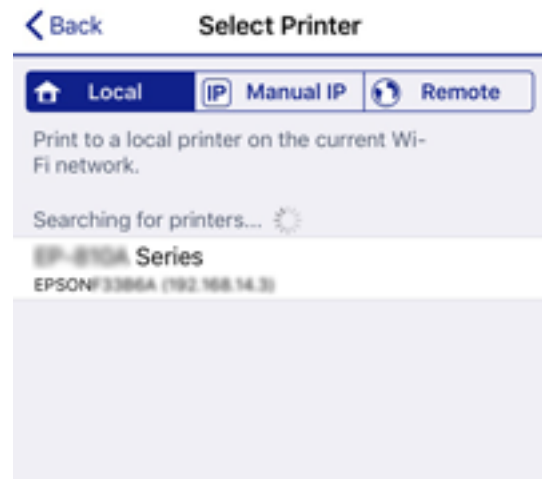 Back Select Printer
Local IP Manual IP Remote
Print to a local printer on the current Wi-
Fi network.
Searching for printers...
Series
EPSON